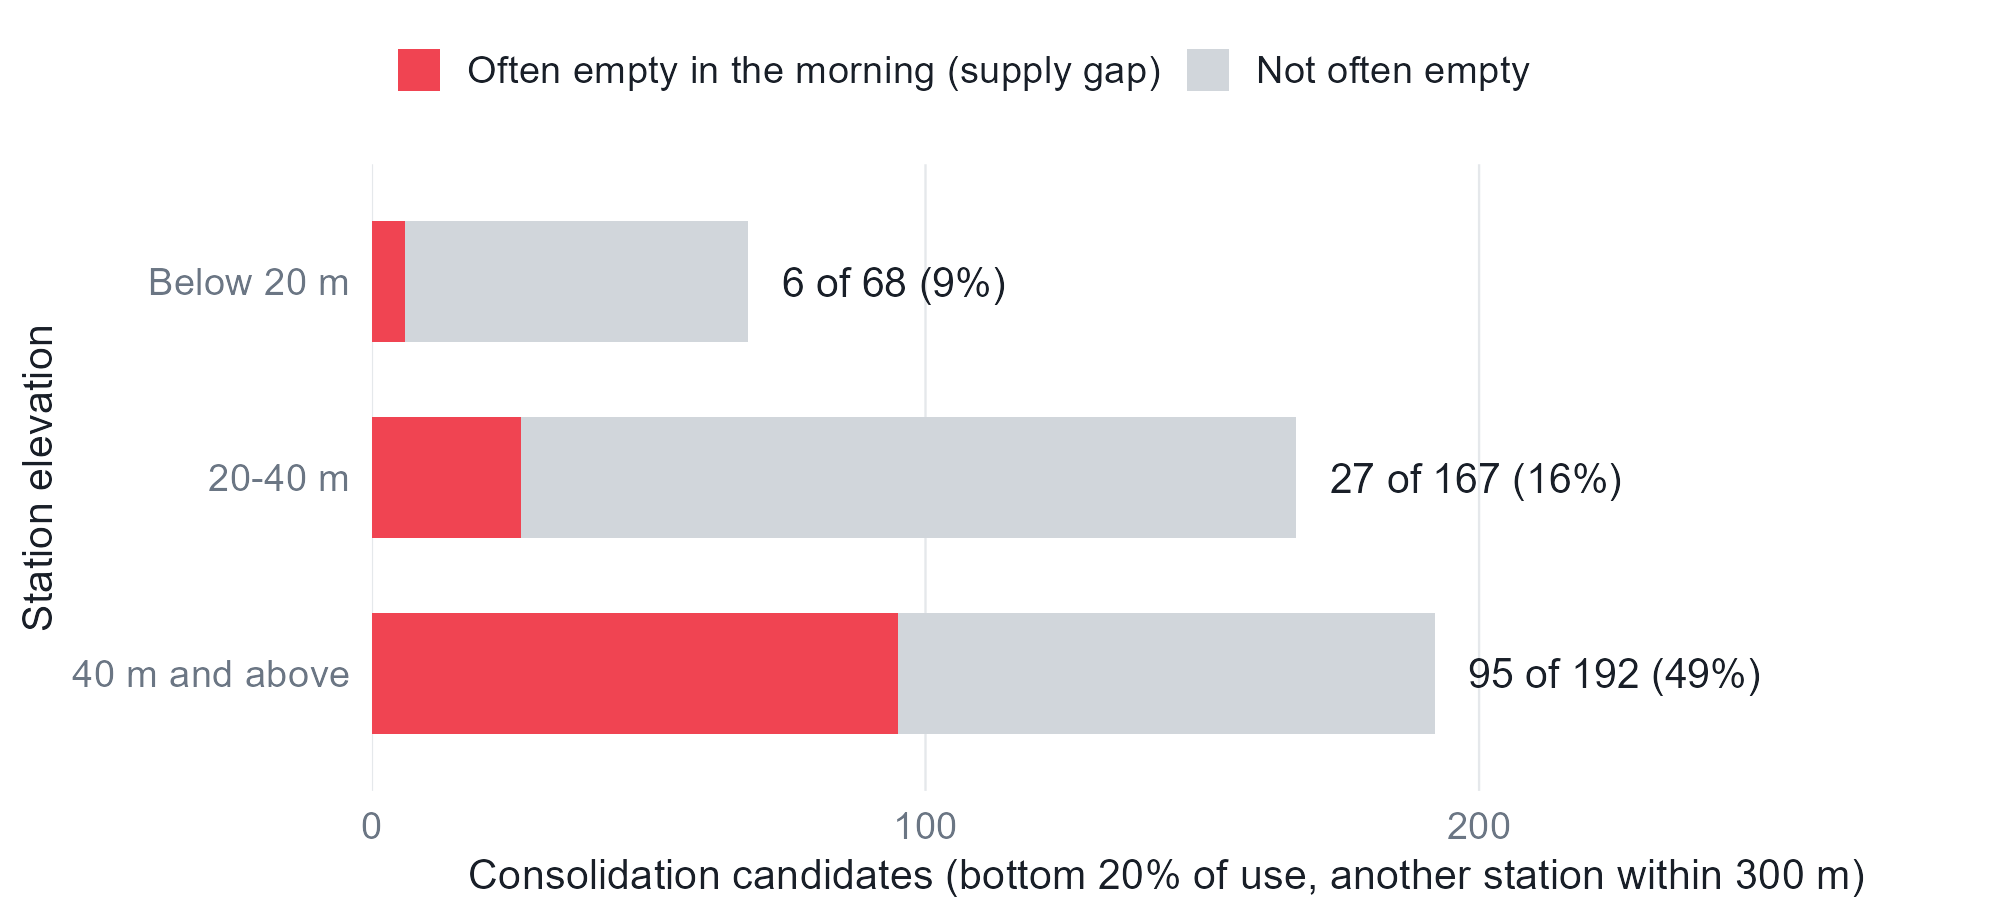 Often empty in the morning (supply gap)
Not often empty
Station elevation
Below 20 m
6 of 68 (9%)
20-40 m
27 of 167 (16%)
40 m and above
95 of 192 (49%)
0
100
200
Consolidation candidates (bottom 20% of use, another station within 300 m)